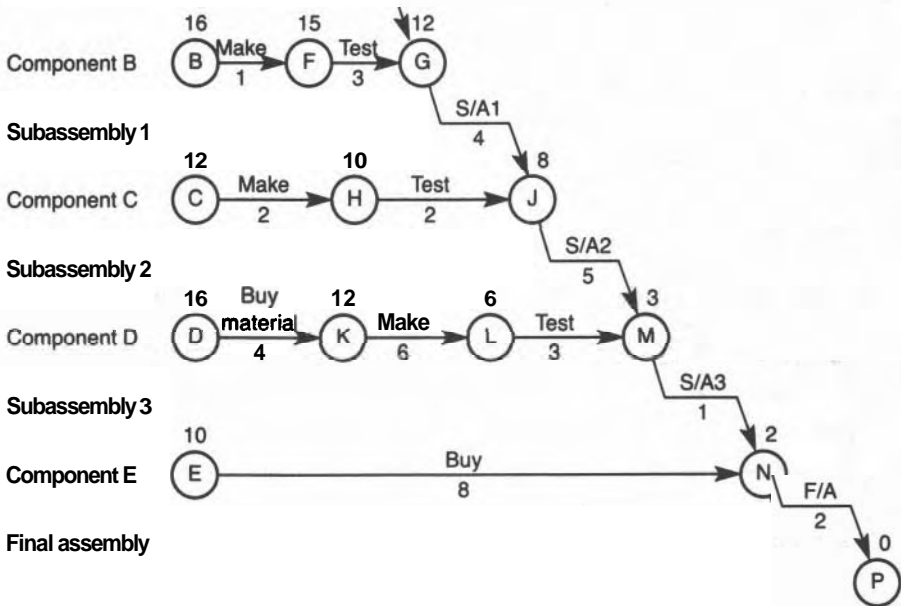 16 15 12
Component B B Make F Test G
1 3
S/A1
Subassembly 1 4
12 10 8
Component C C Make H Test J
2 2
S/A2
Subassembly 2 5
16 Buy 12 6 3
Component D D material K Make L Test M
4 6 3
S/A3
Subassembly 3 1
10 2
Component E E Buy N
8 F/A
2
Final assembly 0
P